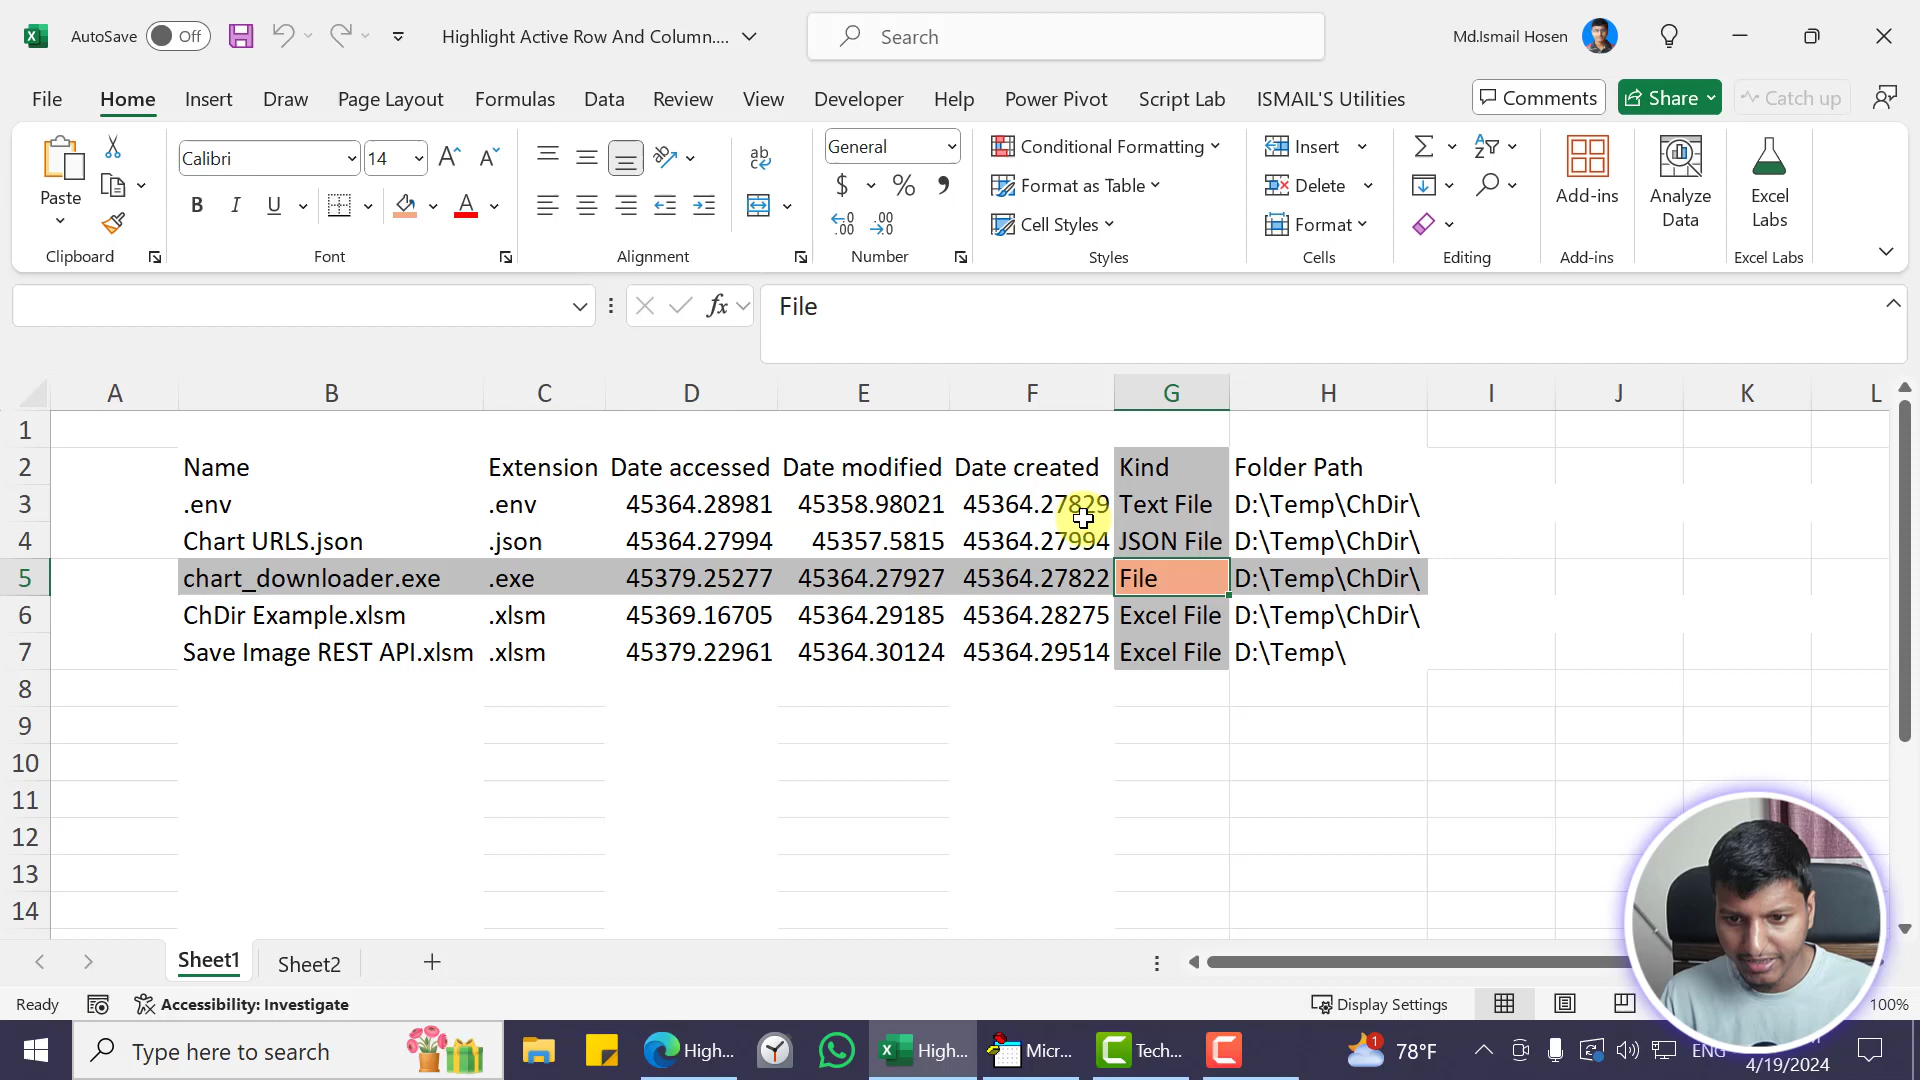 AutoSave Off Highlight Active Row And Column.... Search Md.Ismail Hosen
File Home Insert Draw Page Layout Formulas Data Review View Developer Help Power Pivot Script Lab ISMAIL'S Utilities Comments Share Catch up
Paste
Calibri 14
B I U
General
$ %
Conditional Formatting
Format as Table
Cell Styles
Insert
Delete
Format
Add-ins
Analyze Data
Excel Labs
Clipboard Font Alignment Number Styles Cells Editing Add-ins Excel Labs
fx File
A B C D E F G H I J K L
1
2 Name Extension Date accessed Date modified Date created Kind Folder Path
3 .env .env 45364.28981 45358.98021 45364.27829 Text File D:\Temp\ChDir\
4 Chart URLS.json .json 45364.27994 45357.5815 45364.27994 JSON File D:\Temp\ChDir\
5 chart_downloader.exe .exe 45379.25277 45364.27927 45364.27822 File D:\Temp\ChDir\
6 ChDir Example.xlsm .xlsm 45369.16705 45364.29185 45364.28275 Excel File D:\Temp\ChDir\
7 Save Image REST API.xlsm .xlsm 45379.22961 45364.30124 45364.29514 Excel File D:\Temp\
8
9
10
11
12
13
14
Sheet1 Sheet2
Ready Accessibility: Investigate Display Settings 100%
Type here to search High... High... Micr... Tech... 1 78°F ENG
4/19/2024